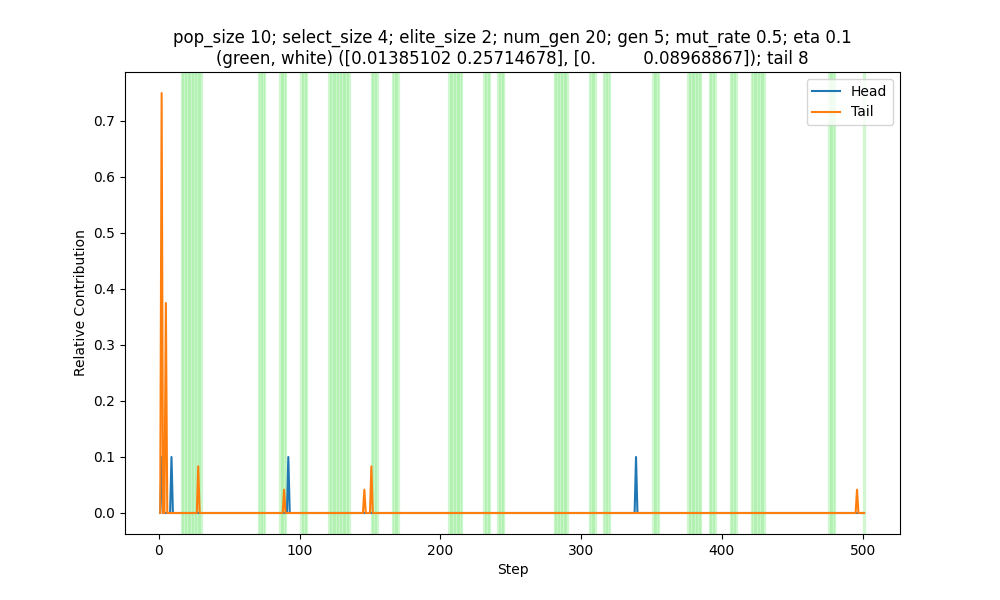 pop_size 10; select_size 4; elite_size 2; num_gen 20; gen 5; mut_rate 0.5; eta 0.1
(green, white) ([0.01385102 0.25714678], [0.          0.08968867]); tail 8
Head
Tail
0.7
0.6
0.5
0.4
0.3
0.2
0.1
0.0
Relative Contribution
0 100 200 300 400 500
Step